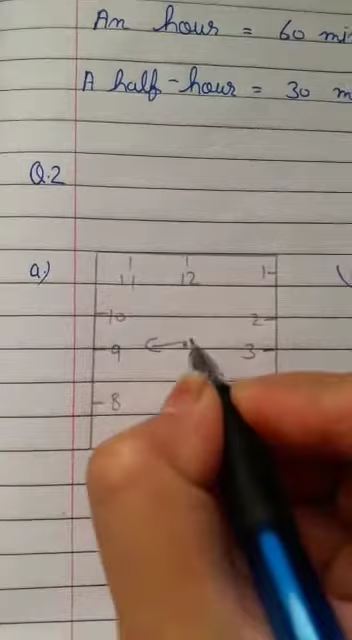 An hour = 60
A half-hour = 30
Q.2
a.)
11 12 1
10 2
9 3
8